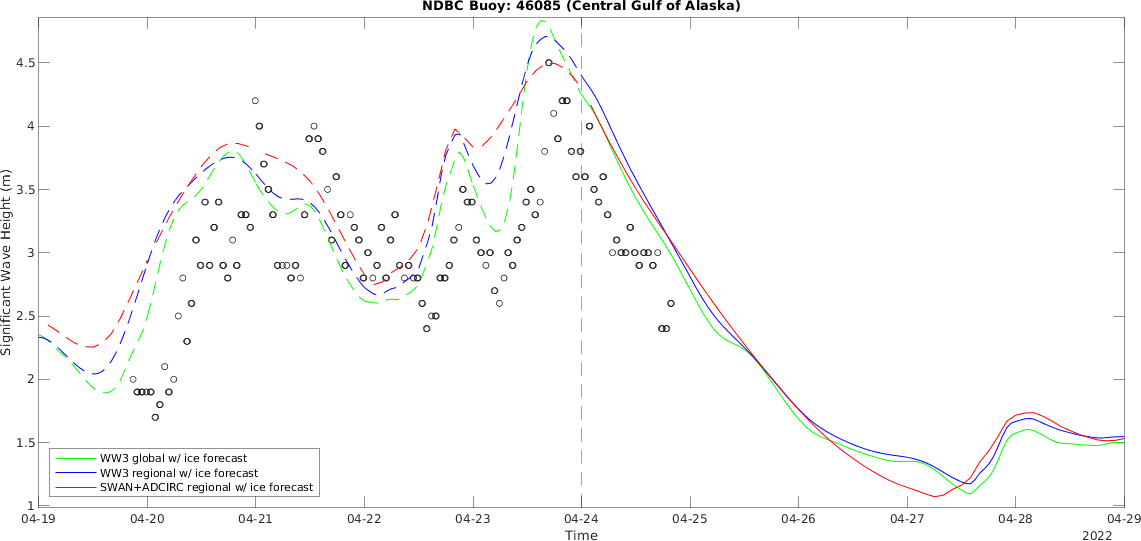 NDBC Buoy: 46085 (Central Gulf of Alaska)
Significant Wave Height (m)
4.5
4
3.5
3
2.5
2
1.5
1
WW3 global w/ ice forecast
WW3 regional w/ ice forecast
SWAN+ADCIRC regional w/ ice forecast
04-19 04-20 04-21 04-22 04-23 04-24 04-25 04-26 04-27 04-28 04-29
Time
2022